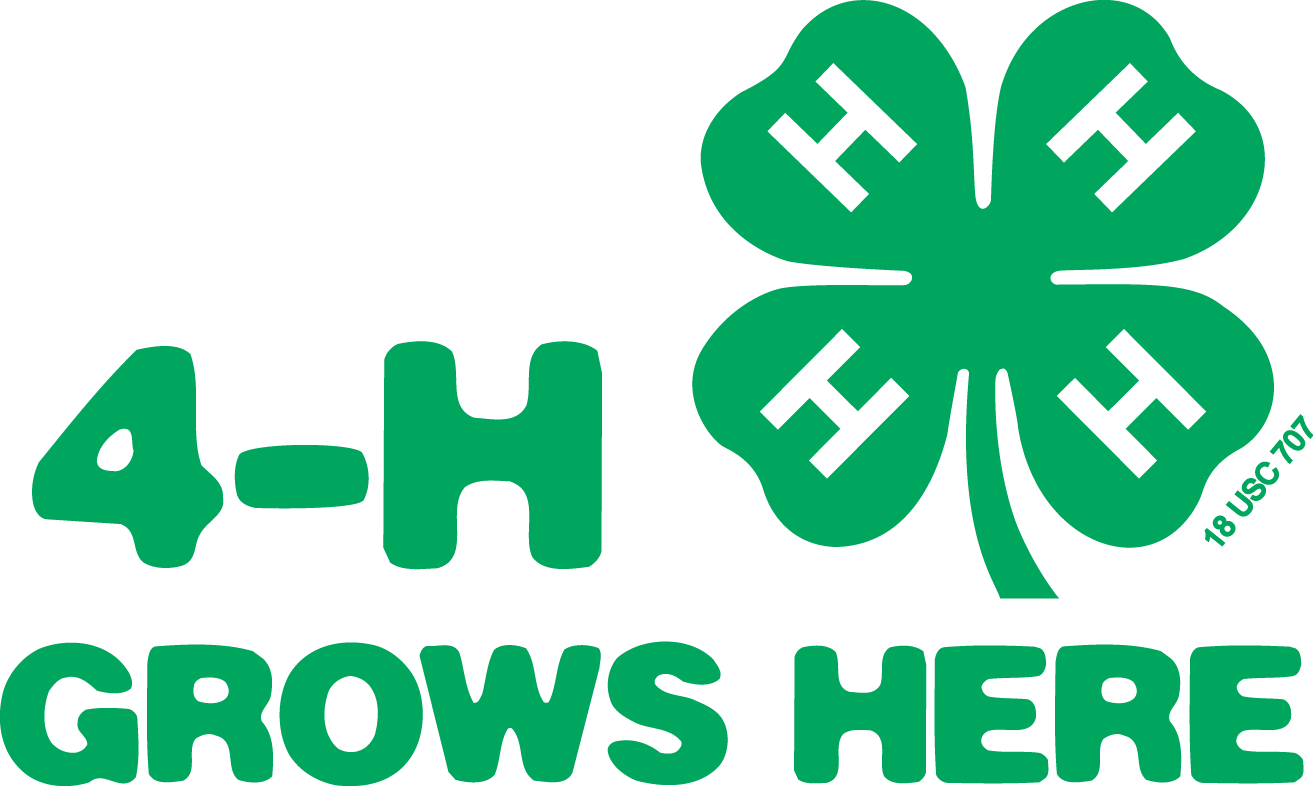 H H
H H
18 USC 707
4-H
GROWS HERE